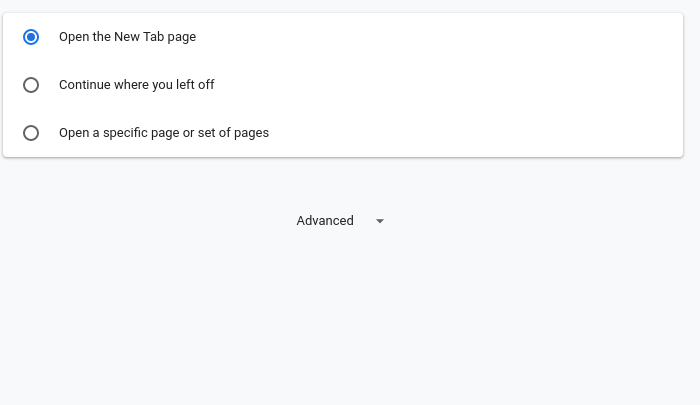 Open the New Tab page
Continue where you left off
Open a specific page or set of pages
Advanced